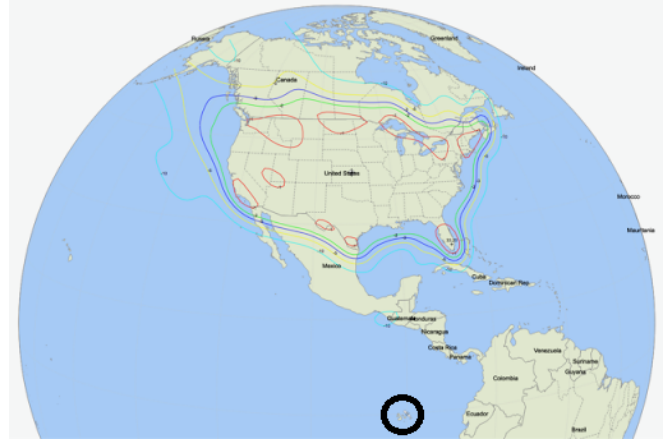 Russia
Greenland
Ireland
Canada
United States
Morocco
Mauritania
Mexico
Cuba
Dominican Rep
Guatemala
Honduras
Nicaragua
Costa Rica
Panama
Venezuela
Suriname
Guyana
Colombia
Ecuador
Brazil